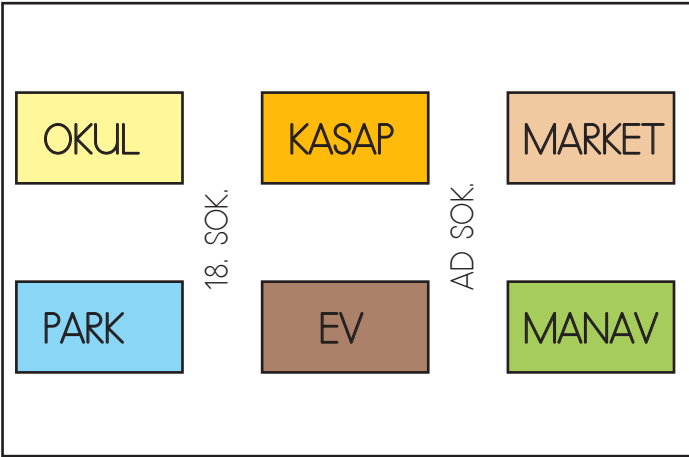 OKUL
KASAP
MARKET
18. SOK.
AD SOK.
PARK
EV
MANAV